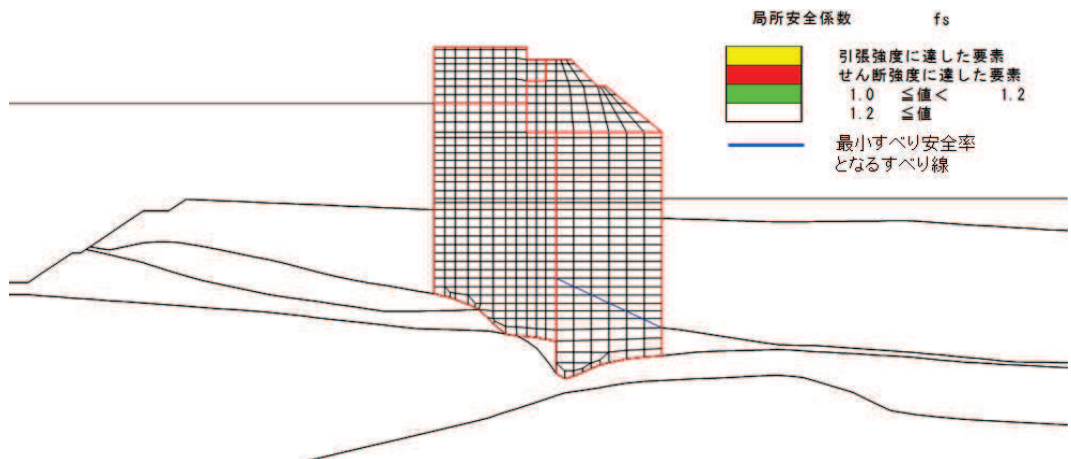 局所安全係数 fs
引張強度に達した要素
せん断強度に達した要素
1.0 ≦値< 1.2
1.2 ≦値
最小すべり安全率
となるすべり線